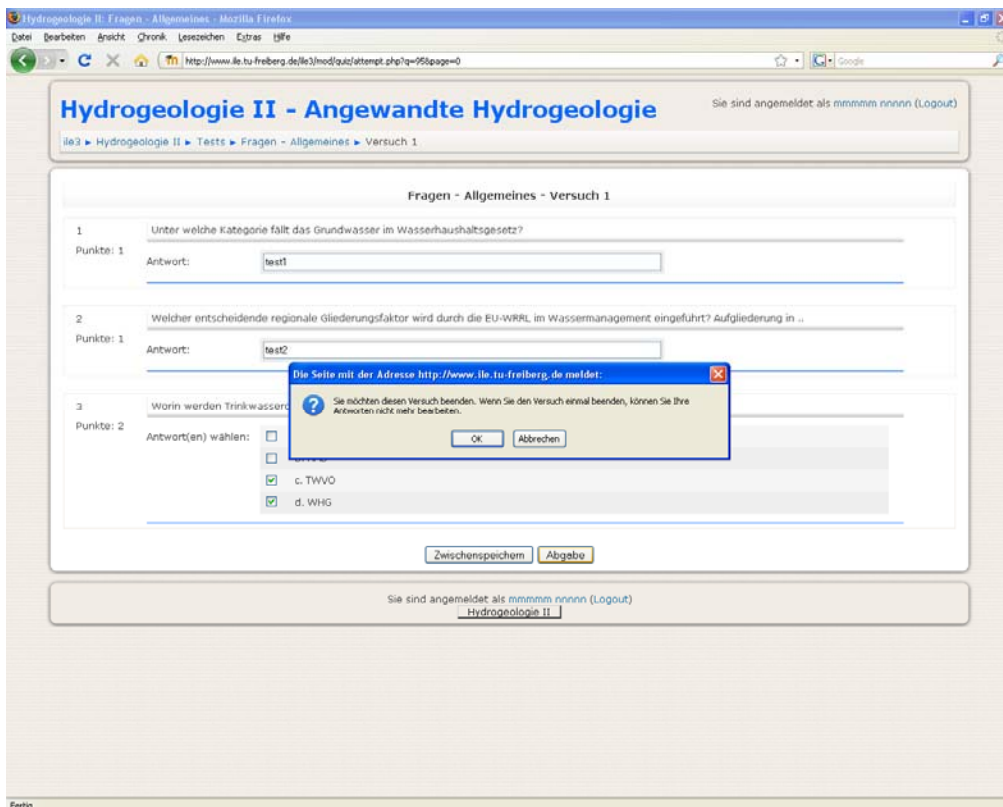 Hydrogeologie II: Fragen - Allgemeines - Mozilla Firefox
Datei Bearbeiten Ansicht Chronik Lesezeichen Extras Hilfe
http://www.ile.tu-freiberg.de/ile3/mod/quiz/attempt.php?q=95&page=0
Google
Hydrogeologie II - Angewandte Hydrogeologie
Sie sind angemeldet als mmmmm nnnnn (Logout)
ile3 ► Hydrogeologie II ► Tests ► Fragen - Allgemeines ► Versuch 1
Fragen - Allgemeines - Versuch 1
1 Unter welche Kategorie fällt das Grundwasser im Wasserhaushaltsgesetz?
Punkte: 1
Antwort: test1
2 Welcher entscheidende regionale Gliederungsfaktor wird durch die EU-WRRL im Wassermanagement eingeführt? Aufgliederung in ..
Punkte: 1
Antwort: test2
Die Seite mit der Adresse http://www.ile.tu-freiberg.de meldet:
Sie möchten diesen Versuch beenden. Wenn Sie den Versuch einmal beenden, können Sie Ihre
Antworten nicht mehr bearbeiten.
OK Abbrechen
3 Worin werden
Punkte: 2
Antwort(en) wählen:
c. TWVO
d. WHG
Zwischenspeichern Abgabe
Sie sind angemeldet als mmmmm nnnnn (Logout)
Hydrogeologie II
Fertig